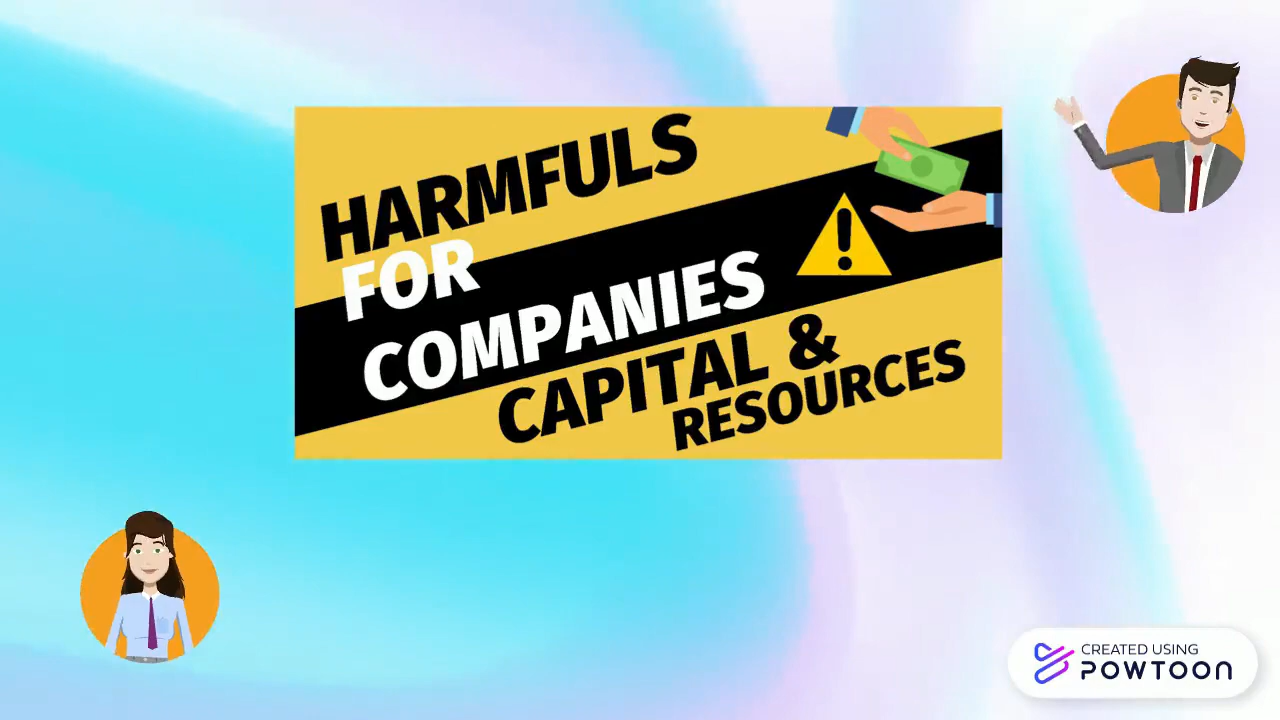 HARMFULS
FOR
COMPANIES
CAPITAL &
RESOURCES
CREATED USING
POWTOON